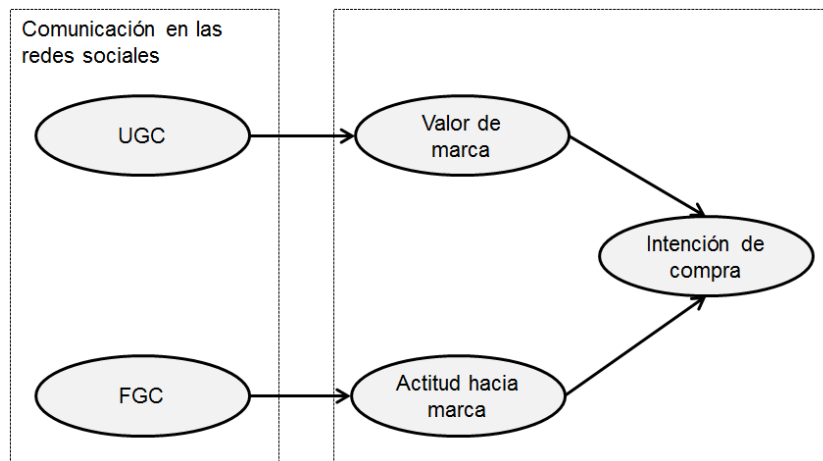 Comunicación en las
redes sociales
UGC
Valor de
marca
Intención de
compra
FGC
Actitud hacia
marca